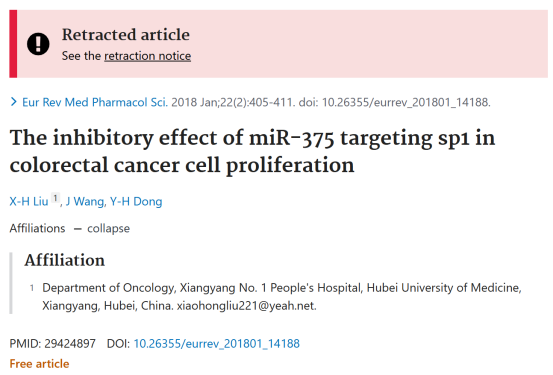 Retracted article
See the retraction notice
Eur Rev Med Pharmacol Sci. 2018 Jan;22(2):405-411. doi: 10.26355/eurrev_201801_14188.
The inhibitory effect of miR-375 targeting sp1 in
colorectal cancer cell proliferation
X-H Liu 1, J Wang, Y-H Dong
Affiliations — collapse
Affiliation
1 Department of Oncology, Xiangyang No. 1 People's Hospital, Hubei University of Medicine,
Xiangyang, Hubei, China. xiaohongliu221@yeah.net.
PMID: 29424897 DOI: 10.26355/eurrev_201801_14188
Free article